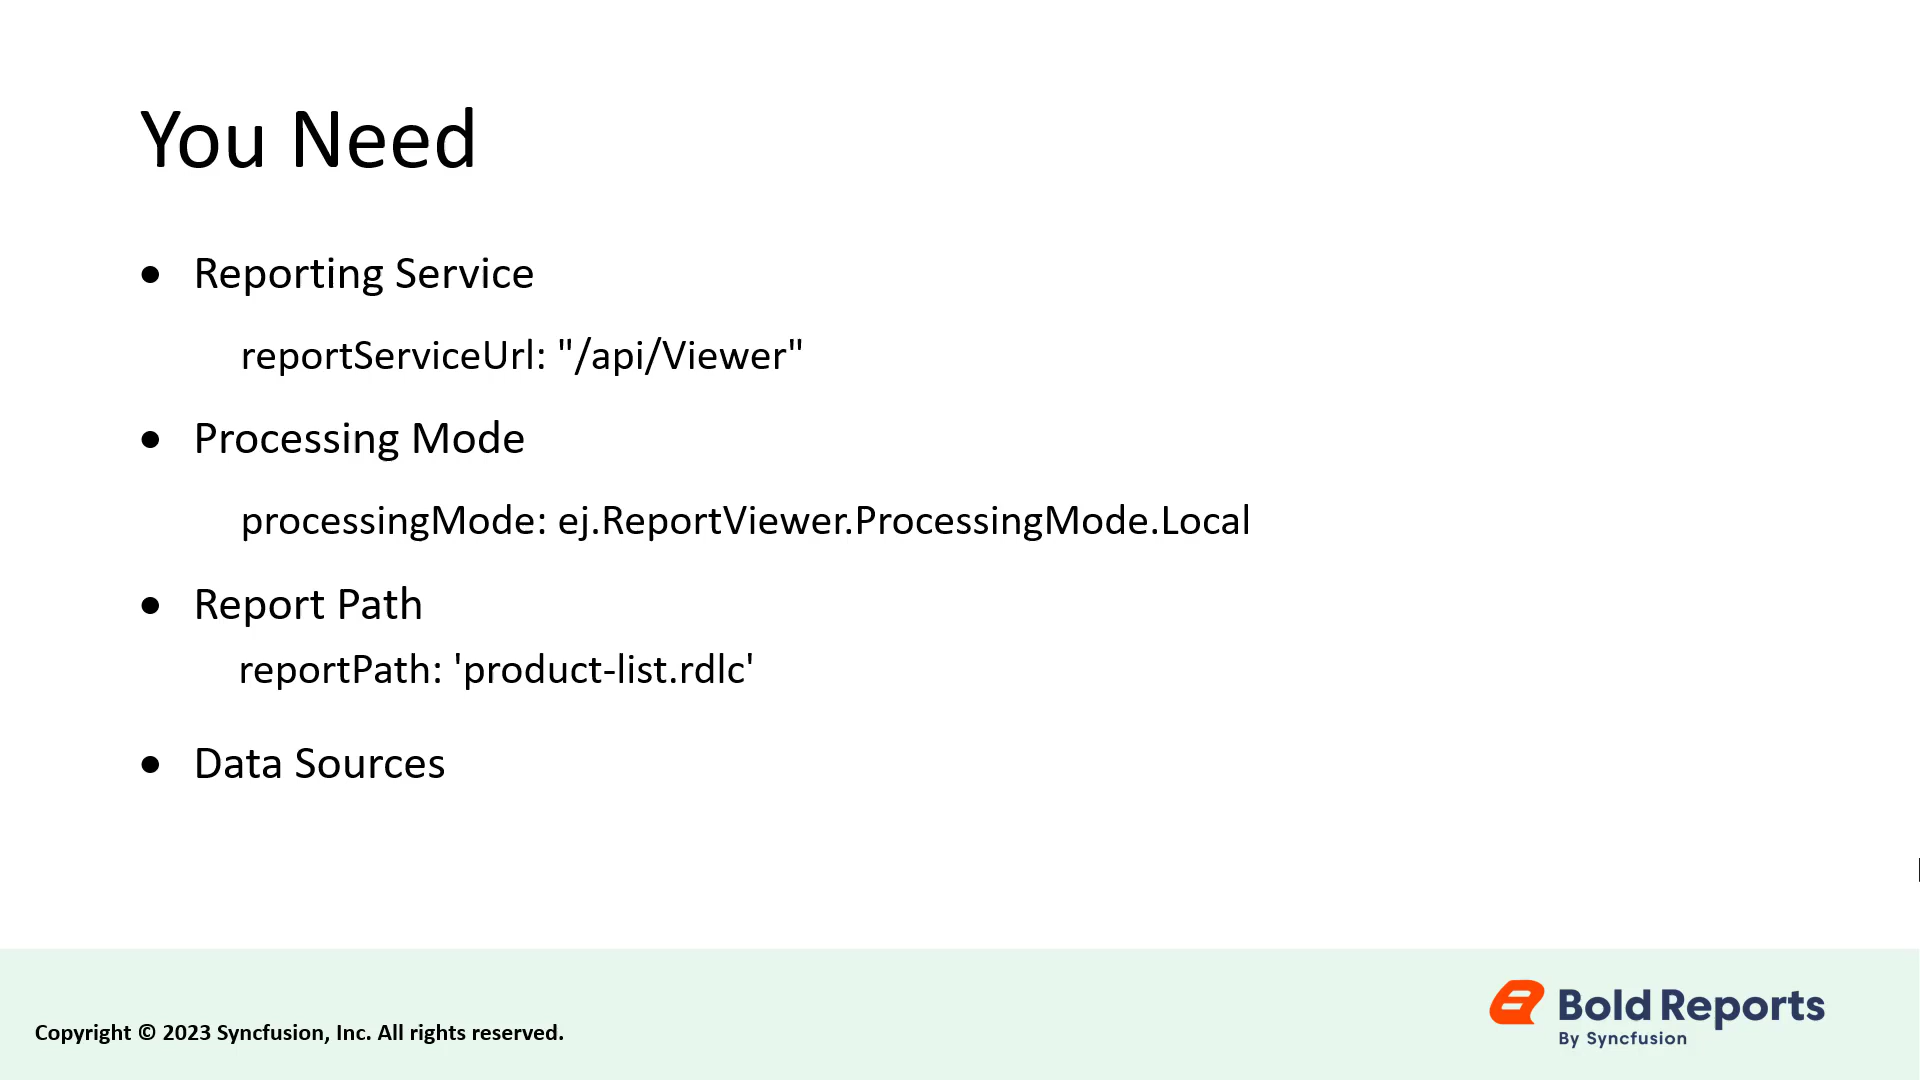 You Need
● Reporting Service
reportServiceUrl: "/api/Viewer"
● Processing Mode
processingMode: ej.ReportViewer.ProcessingMode.Local
● Report Path
reportPath: 'product-list.rdlc'
● Data Sources
Copyright © 2023 Syncfusion, Inc. All rights reserved.
Bold Reports
By Syncfusion